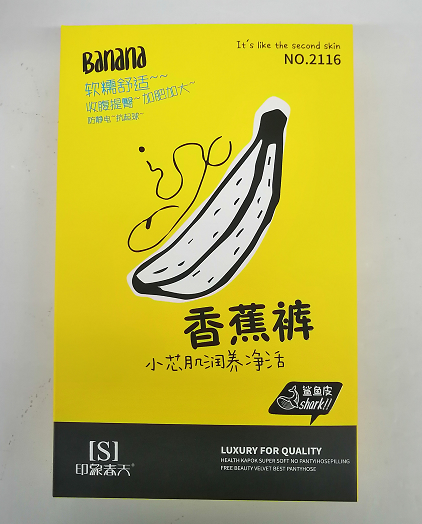 Banana
It's like the second skin
NO.2116
软糯舒适~~
收腹提臀~加肥加大~
防静电~抗起球~
香蕉裤
小芯肌润养净活
鲨鱼皮
shark!!
[S]
印象春天®
LUXURY FOR QUALITY
HEALTH KAPOK SUPER SOFT NO PANTYHOSEPILLING
FREE BEAUTY VELVET BEST PANTYHOSE